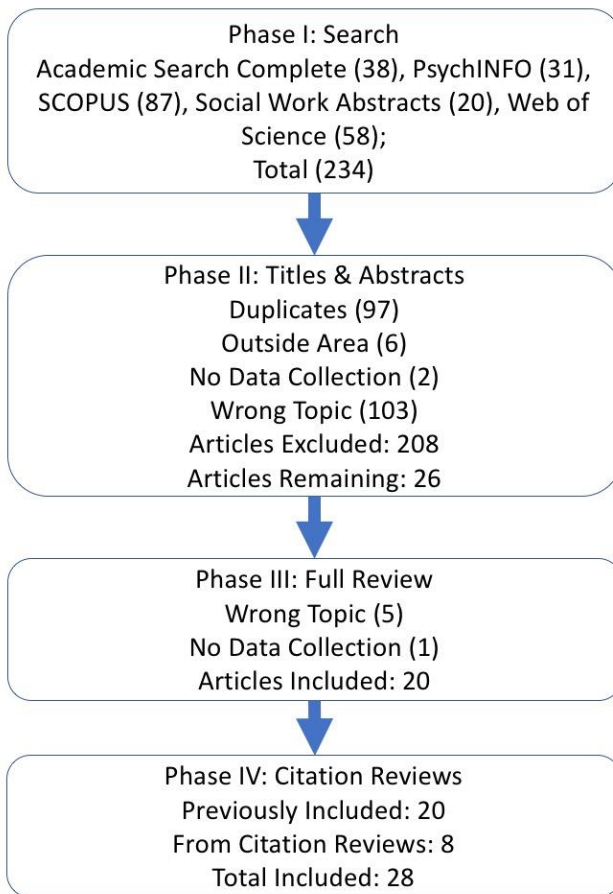 Phase I: Search
Academic Search Complete (38), PsychINFO (31),
SCOPUS (87), Social Work Abstracts (20), Web of
Science (58);
Total (234)
Phase II: Titles & Abstracts
Duplicates (97)
Outside Area (6)
No Data Collection (2)
Wrong Topic (103)
Articles Excluded: 208
Articles Remaining: 26
Phase III: Full Review
Wrong Topic (5)
No Data Collection (1)
Articles Included: 20
Phase IV: Citation Reviews
Previously Included: 20
From Citation Reviews: 8
Total Included: 28